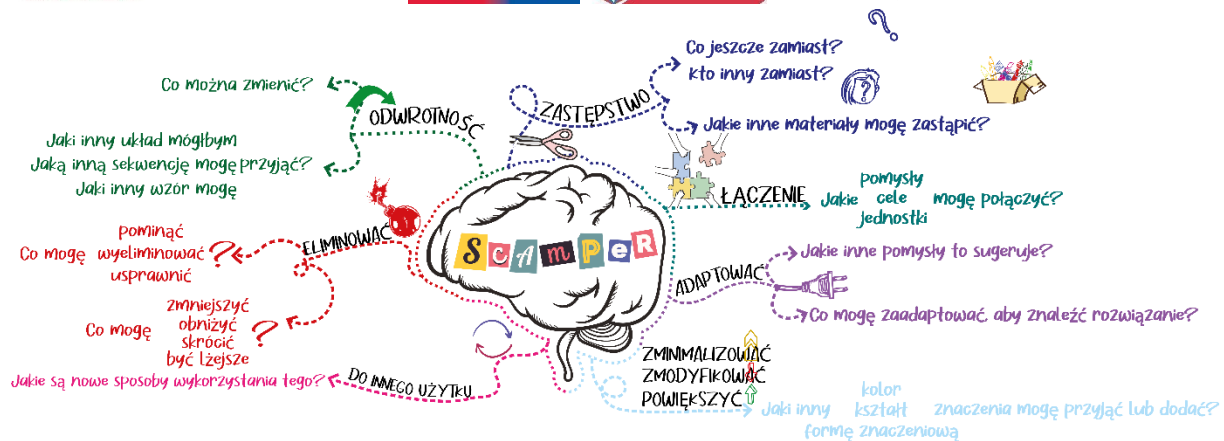 Co jeszcze zamiast?
kto inny zamiast?
ZASTĘPSTWO
Jakie inne materiały mogę zastąpić?
Co można zmienić?
ODWROTNOŚĆ
Jaki inny układ mógłbym
Jaką inną sekwencję mogę przyjąć?
Jaki inny wzór mogę
ŁĄCZENIE
pomysły
Jakie cele mogę połączyć?
jednostki
ELIMINOWAĆ
pominąć
Co mogę wyeliminować ?
usprawnić
SCAMPER
Jakie inne pomysły to sugeruje?
ADAPTOWAĆ
Co mogę zaadaptować, aby znaleźć rozwiązanie?
zmniejszyć
Co mogę obniżyć ?
skrócić
być lżejsze
Jakie są nowe sposoby wykorzystania tego?
DO INNEGO UŻYTKU
ZMINIMALIZOWAĆ
ZMODYFIKOWAĆ
POWIĘKSZYĆ
kolor
Jaki inny kształt znaczenia mogę przyjąć lub dodać?
formę znaczeniową